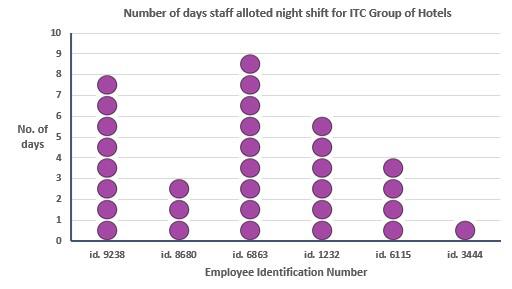 Number of days staff alloted night shift for ITC Group of Hotels
10
9
8
7
6
5
4
3
2
1
0
No. of
days
id. 9238 id. 8680 id. 6863 id. 1232 id. 6115 id. 3444
Employee Identification Number